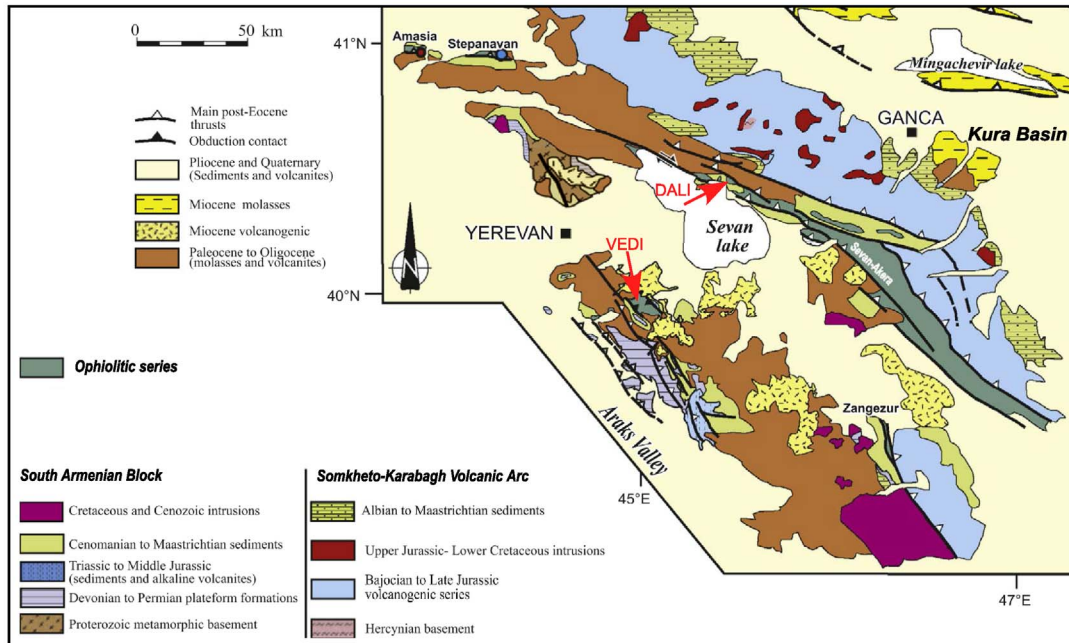 0 50
km
Main post-Eocene
thrusts
Obduction contact
Pliocene and Quaternary
(Sediments and volcanites)
Miocene molasses
Miocene volcanogenic
Paleocene to Oligocene
(molasses and volcanites)
Ophiolitic series
South Armenian Block
Cretaceous and Cenozoic intrusions
Cenomanian to Maastrichtian sediments
Triassic to Middle Jurassic
(sediments and alkaline volcanites)
Devonian to Permian plateform formations
Proterozoic metamorphic basement
Somkheto-Karabagh Volcanic Arc
Albian to Maastrichtian sediments
Upper Jurassic- Lower Cretaceous intrusions
Bajocian to Late Jurassic
volcanogenic series
Hercynian basement
41°N
Amasia
Stepanavan
Mingachevir lake
GANCA
Kura Basin
DALI
Sevan
lake
YEREVAN
N
VEDI
Sevan-Akera
40°N
Zangezur
Araks Valley
45°E
47°E